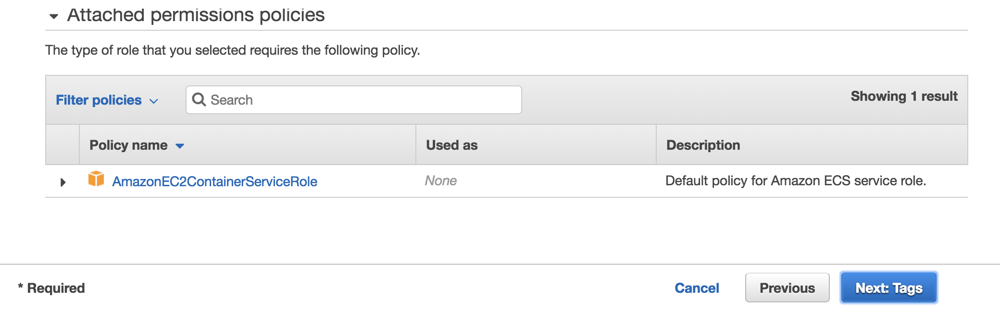 Attached permissions policies
The type of role that you selected requires the following policy.
Filter policies
Search
Showing 1 result
Policy name
Used as
Description
AmazonEC2ContainerServiceRole
None
Default policy for Amazon ECS service role.
* Required
Cancel
Previous
Next: Tags